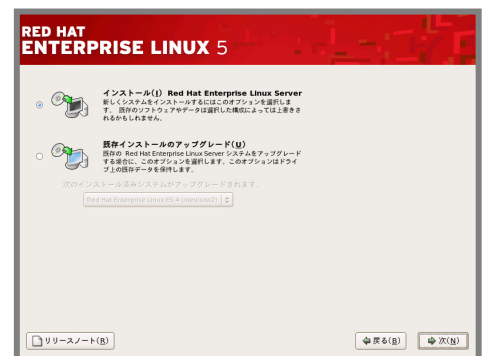 RED HAT
ENTERPRISE LINUX 5
インストール(I) Red Hat Enterprise Linux Server
新しくシステムをインストールするにはこのオプションを選択しま
す。 既存のソフトウェアやデータは選択した構成によっては上書きさ
れるかもしれません。
既存インストールのアップグレード(U)
既存の Red Hat Enterprise Linux Server システムをアップグレード
する場合に、このオプションを選択します。このオプションはドライ
ブ上の既存データを保持します。
次のインストール済みシステムがアップグレードされます。
Red Hat Enterprise Linux ES 4 (/dev/sda2)
リリースノート(R)
戻る(B)
次(N)